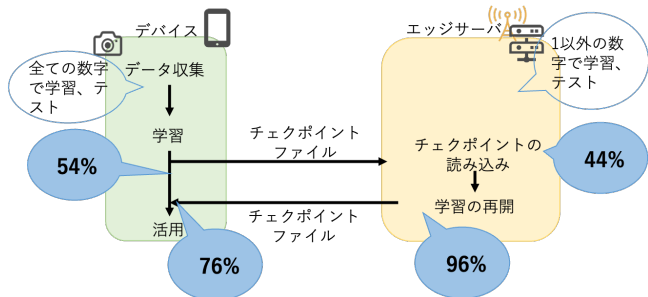 デバイス
エッジサーバ
全ての数字
で学習、テ
スト
データ収集
1以外の数
字で学習、
テスト
学習
チェクポイント
ファイル
チェクポイントの
読み込み
54%
44%
学習の再開
チェクポイント
ファイル
活用
76%
96%